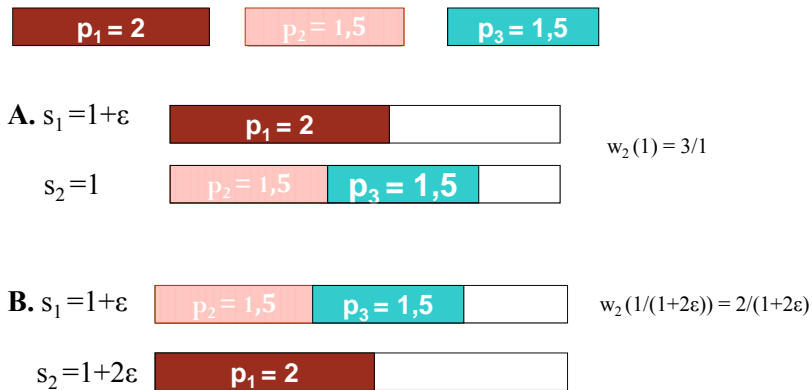 p₁ = 2 p₂ = 1,5 p₃ = 1,5
A. s₁ =1+ε p₁ = 2
w₂ (1) = 3/1
s₂ =1 p₂ = 1,5 p₃ = 1,5
B. s₁ =1+ε p₂ = 1,5 p₃ = 1,5 w₂ (1/(1+2ε)) = 2/(1+2ε)
s₂ =1+2ε p₁ = 2